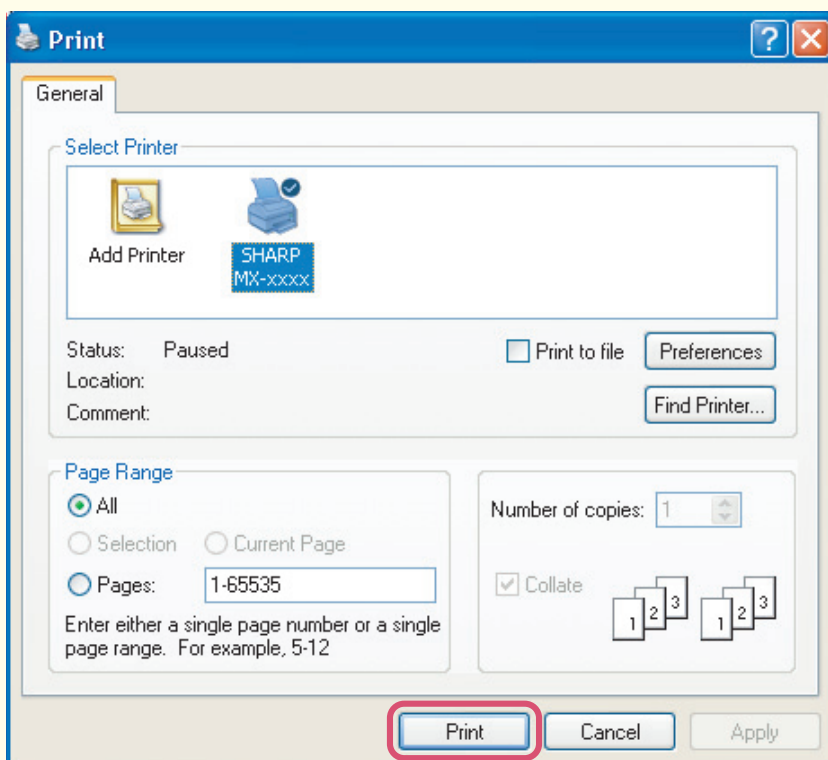 Print
General
Select Printer
Add Printer
SHARP
MX-xxxx
Status: Paused
Location:
Comment:
Print to file
Preferences
Find Printer...
Page Range
All
Selection
Current Page
Pages: 1-65535
Enter either a single page number or a single
page range. For example, 5-12
Number of copies: 1
Collate
1 2 3 1 2 3
Print
Cancel
Apply